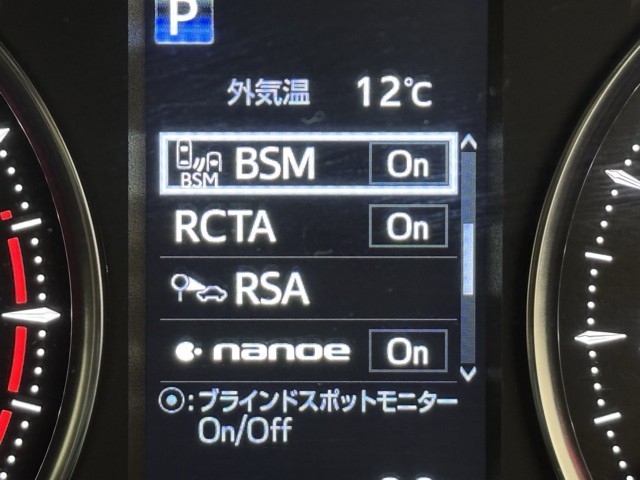 P
外気温 12℃
BSM BSM On
RCTA On
RSA
nanoe On
⦿:ブラインドスポットモニター
On/Off